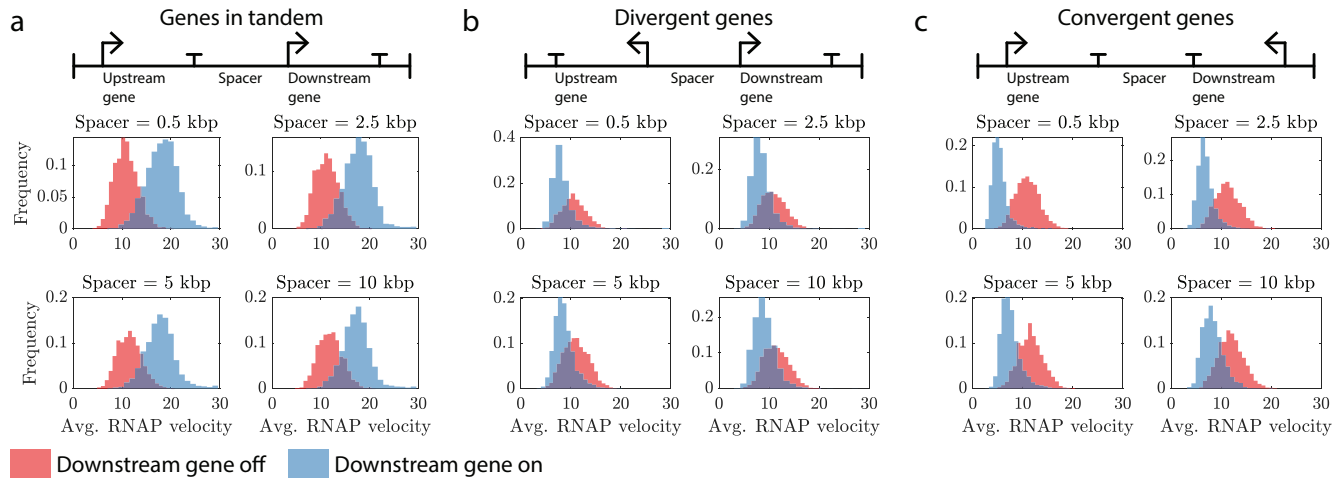 a Genes in tandem
Upstream gene Spacer Downstream gene
Spacer = 0.5 kbp Spacer = 2.5 kbp
Frequency
0.1
0.05
0
0 10 20 30
0.1
0
0 10 20 30
Spacer = 5 kbp Spacer = 10 kbp
Frequency
0.2
0.1
0
0 10 20 30
0.2
0.1
0
0 10 20 30
Avg. RNAP velocity Avg. RNAP velocity
b Divergent genes
Upstream gene Spacer Downstream gene
Spacer = 0.5 kbp Spacer = 2.5 kbp
0.4
0.2
0
0 10 20 30
0.2
0
0 10 20 30
Spacer = 5 kbp Spacer = 10 kbp
0.2
0.1
0
0 10 20 30
0.2
0.1
0
0 10 20 30
Avg. RNAP velocity Avg. RNAP velocity
c Convergent genes
Upstream gene Spacer Downstream gene
Spacer = 0.5 kbp Spacer = 2.5 kbp
0.2
0.1
0
0 10 20 30
0.2
0.1
0
0 10 20 30
Spacer = 5 kbp Spacer = 10 kbp
0.2
0.1
0
0 10 20 30
0.2
0.1
0
0 10 20 30
Avg. RNAP velocity Avg. RNAP velocity
Downstream gene off Downstream gene on